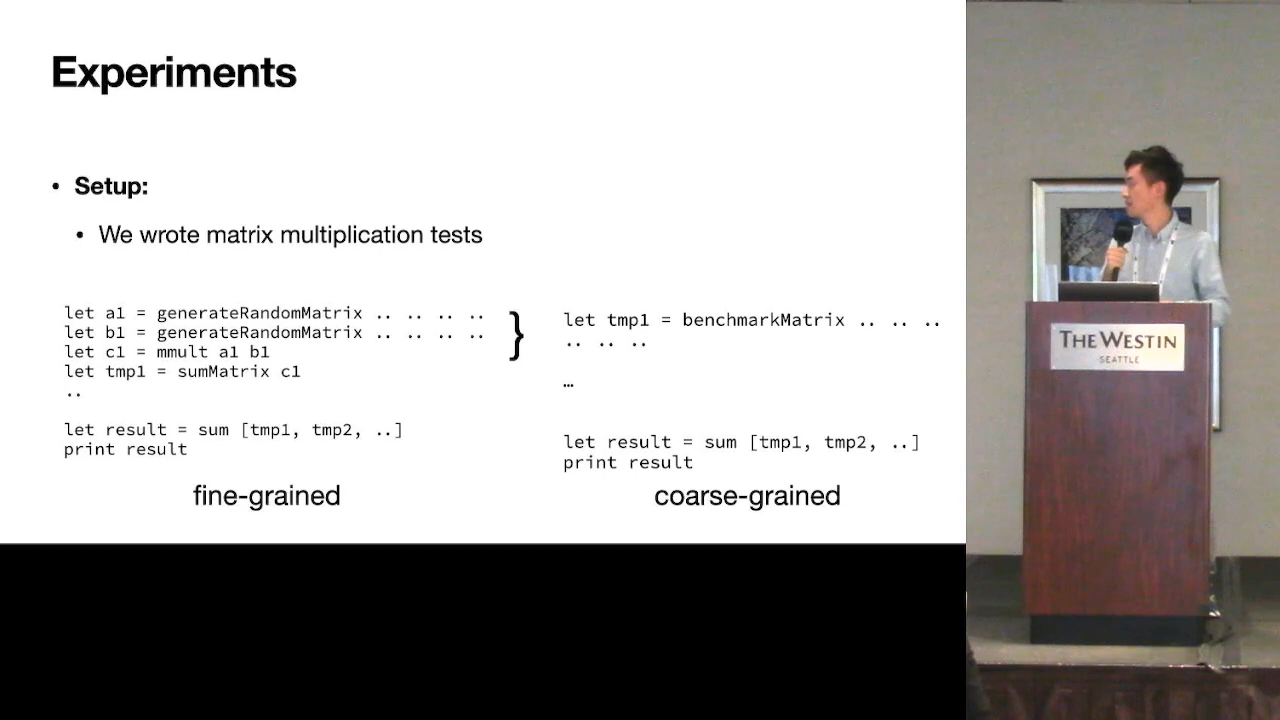 Experiments
• Setup:
• We wrote matrix multiplication tests
let a1 = generateRandomMatrix .. .. .. ..
let b1 = generateRandomMatrix .. .. .. ..
let c1 = mmult a1 b1
let tmp1 = sumMatrix c1
..
let result = sum [tmp1, tmp2, ..]
print result
fine-grained
}
let tmp1 = benchmarkMatrix .. .. ..
.. .. ..
…
let result = sum [tmp1, tmp2, ..]
print result
coarse-grained
THE WESTIN
SEATTLE